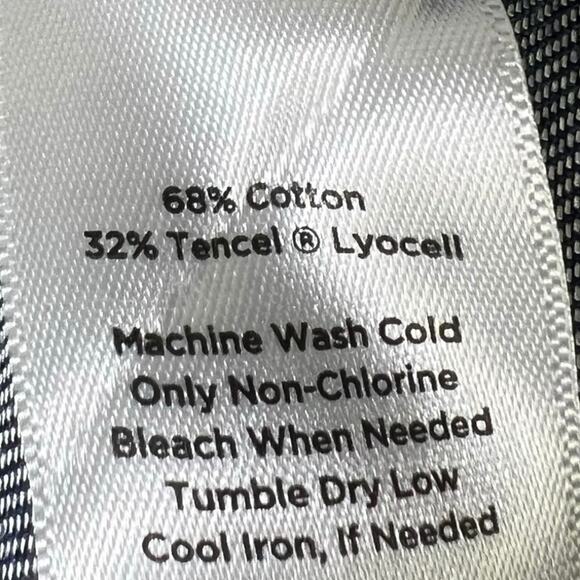 68% Cotton
32% Tencel ® Lyocell
Machine Wash Cold
Only Non-Chlorine
Bleach When Needed
Tumble Dry Low
Cool Iron, If Needed